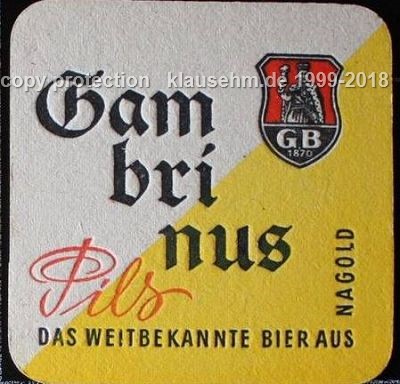 copy protection klausehm.de 1999-2018
Gam
bri
nus
GB
1870
Pils
DAS WEITBEKANNTE BIER AUS
NAGOLD